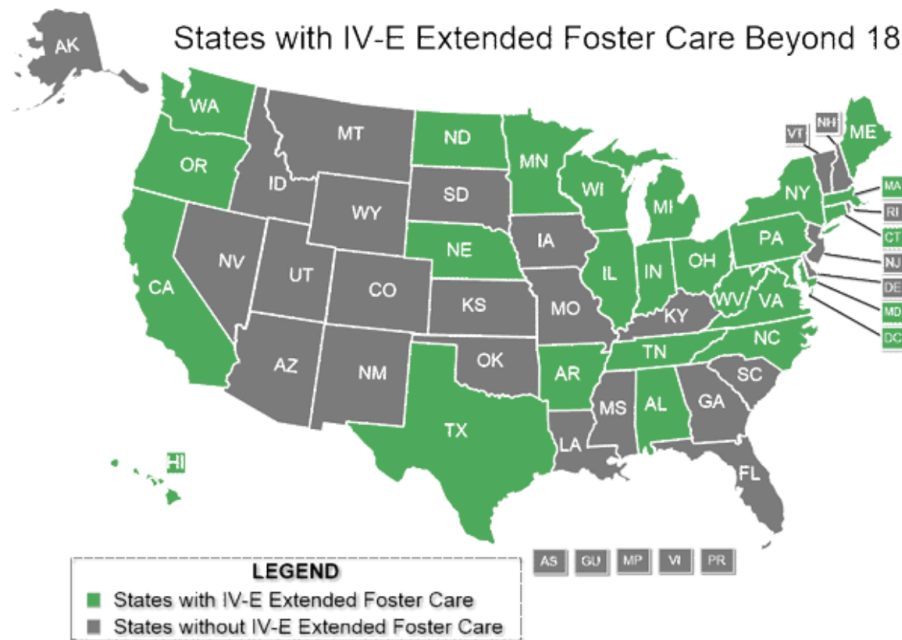 States with IV-E Extended Foster Care Beyond 18
AK
WA
MT
ND
MN
VT
NH
ME
OR
ID
SD
WI
MI
NY
MA
WY
RI
NE
IA
PA
CT
NV
UT
CO
IL
IN
OH
NJ
CA
DE
KS
MO
KY
WV
VA
MD
DC
AZ
NM
OK
AR
TN
NC
TX
LA
MS
AL
GA
SC
HI
FL
AS
GU
MP
VI
PR
LEGEND
States with IV-E Extended Foster Care
States without IV-E Extended Foster Care